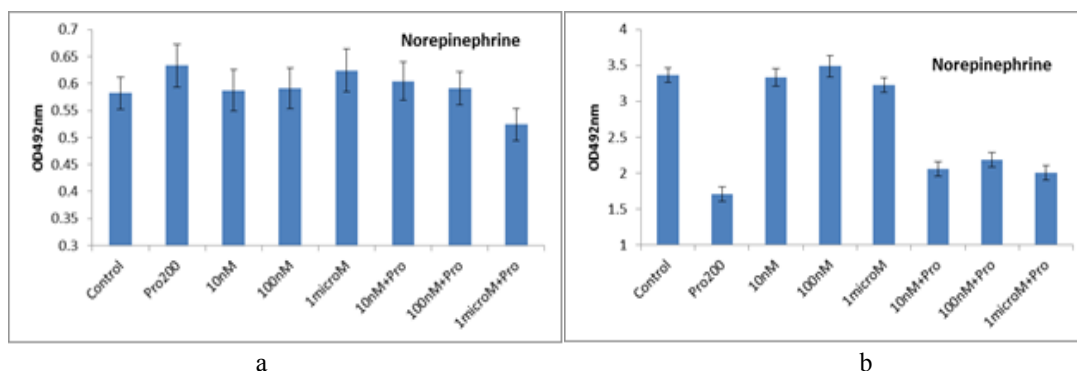 Norepinephrine
OD492nm
0.7
0.65
0.6
0.55
0.5
0.45
0.4
0.35
0.3
Control
Pro200
10nM
100nM
1microM
10nM+Pro
100nM+Pro
1microM+Pro
a
Norepinephrine
OD492nm
4
3.5
3
2.5
2
1.5
1
Control
Pro200
10nM
100nM
1microM
10nM+Pro
100nM+Pro
1microM+Pro
b